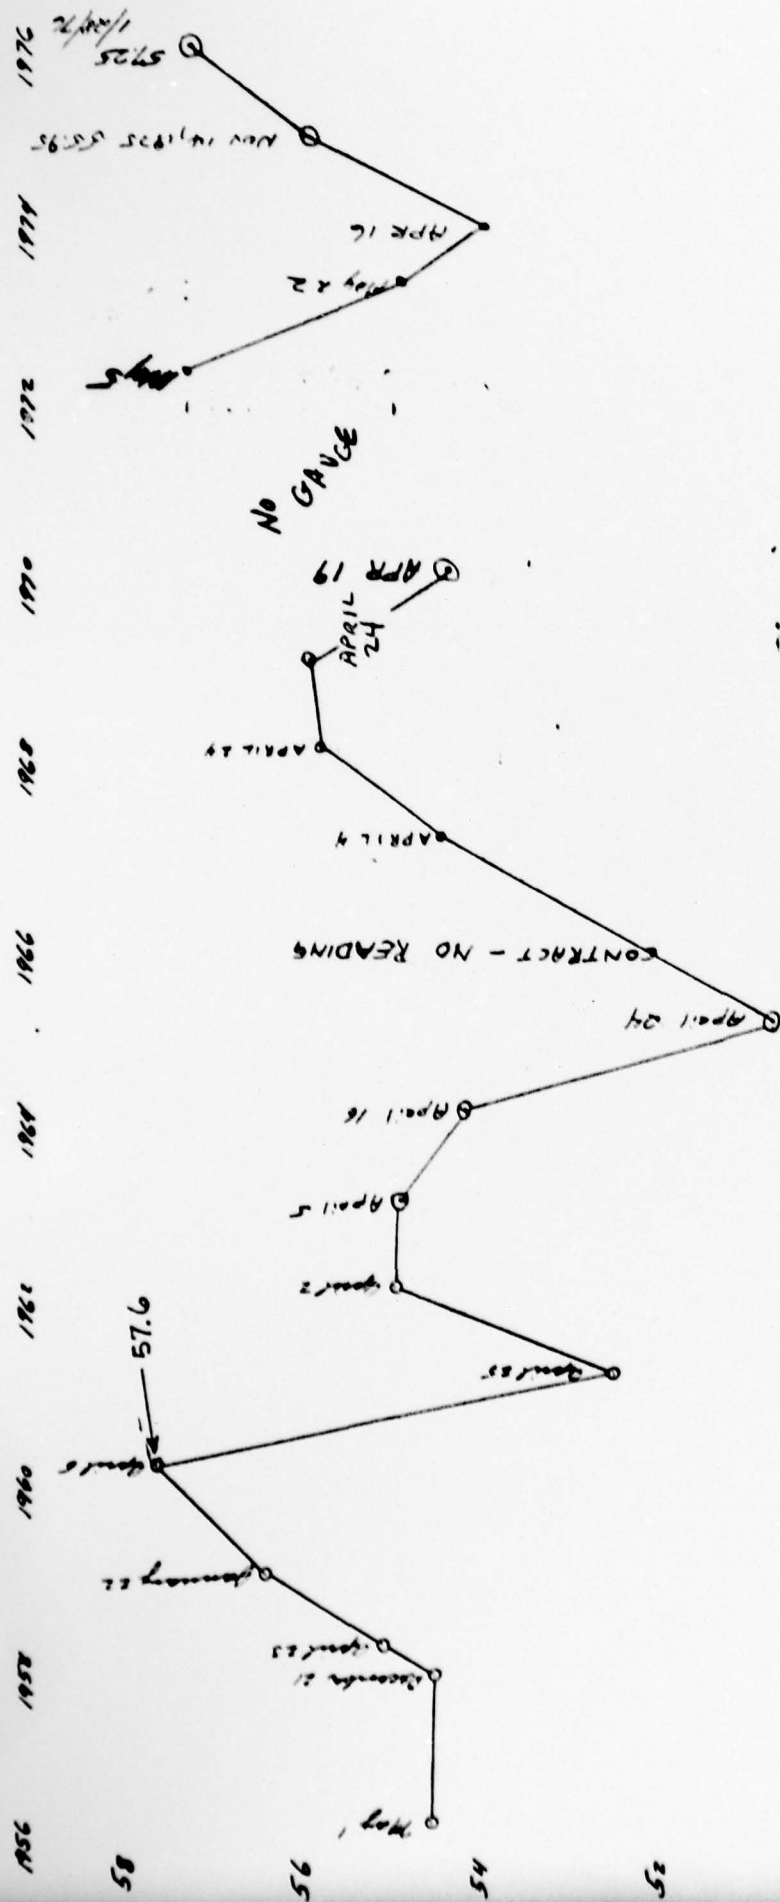 1956 1958 1960 1962 1964 1966 1968 1970 1972 1974 1976
58
56
54
52
May 1
December 21
April 23
January 22
April 6
57.6
April 25
April 2
April 5
April 16
April 24
CONTRACT - NO READING
APRIL 4
APRIL 24
APRIL
24
APR 19
NO
GAUGE
May 5
May 22
APR 16
NOV 14, 1975 55.95
57.25